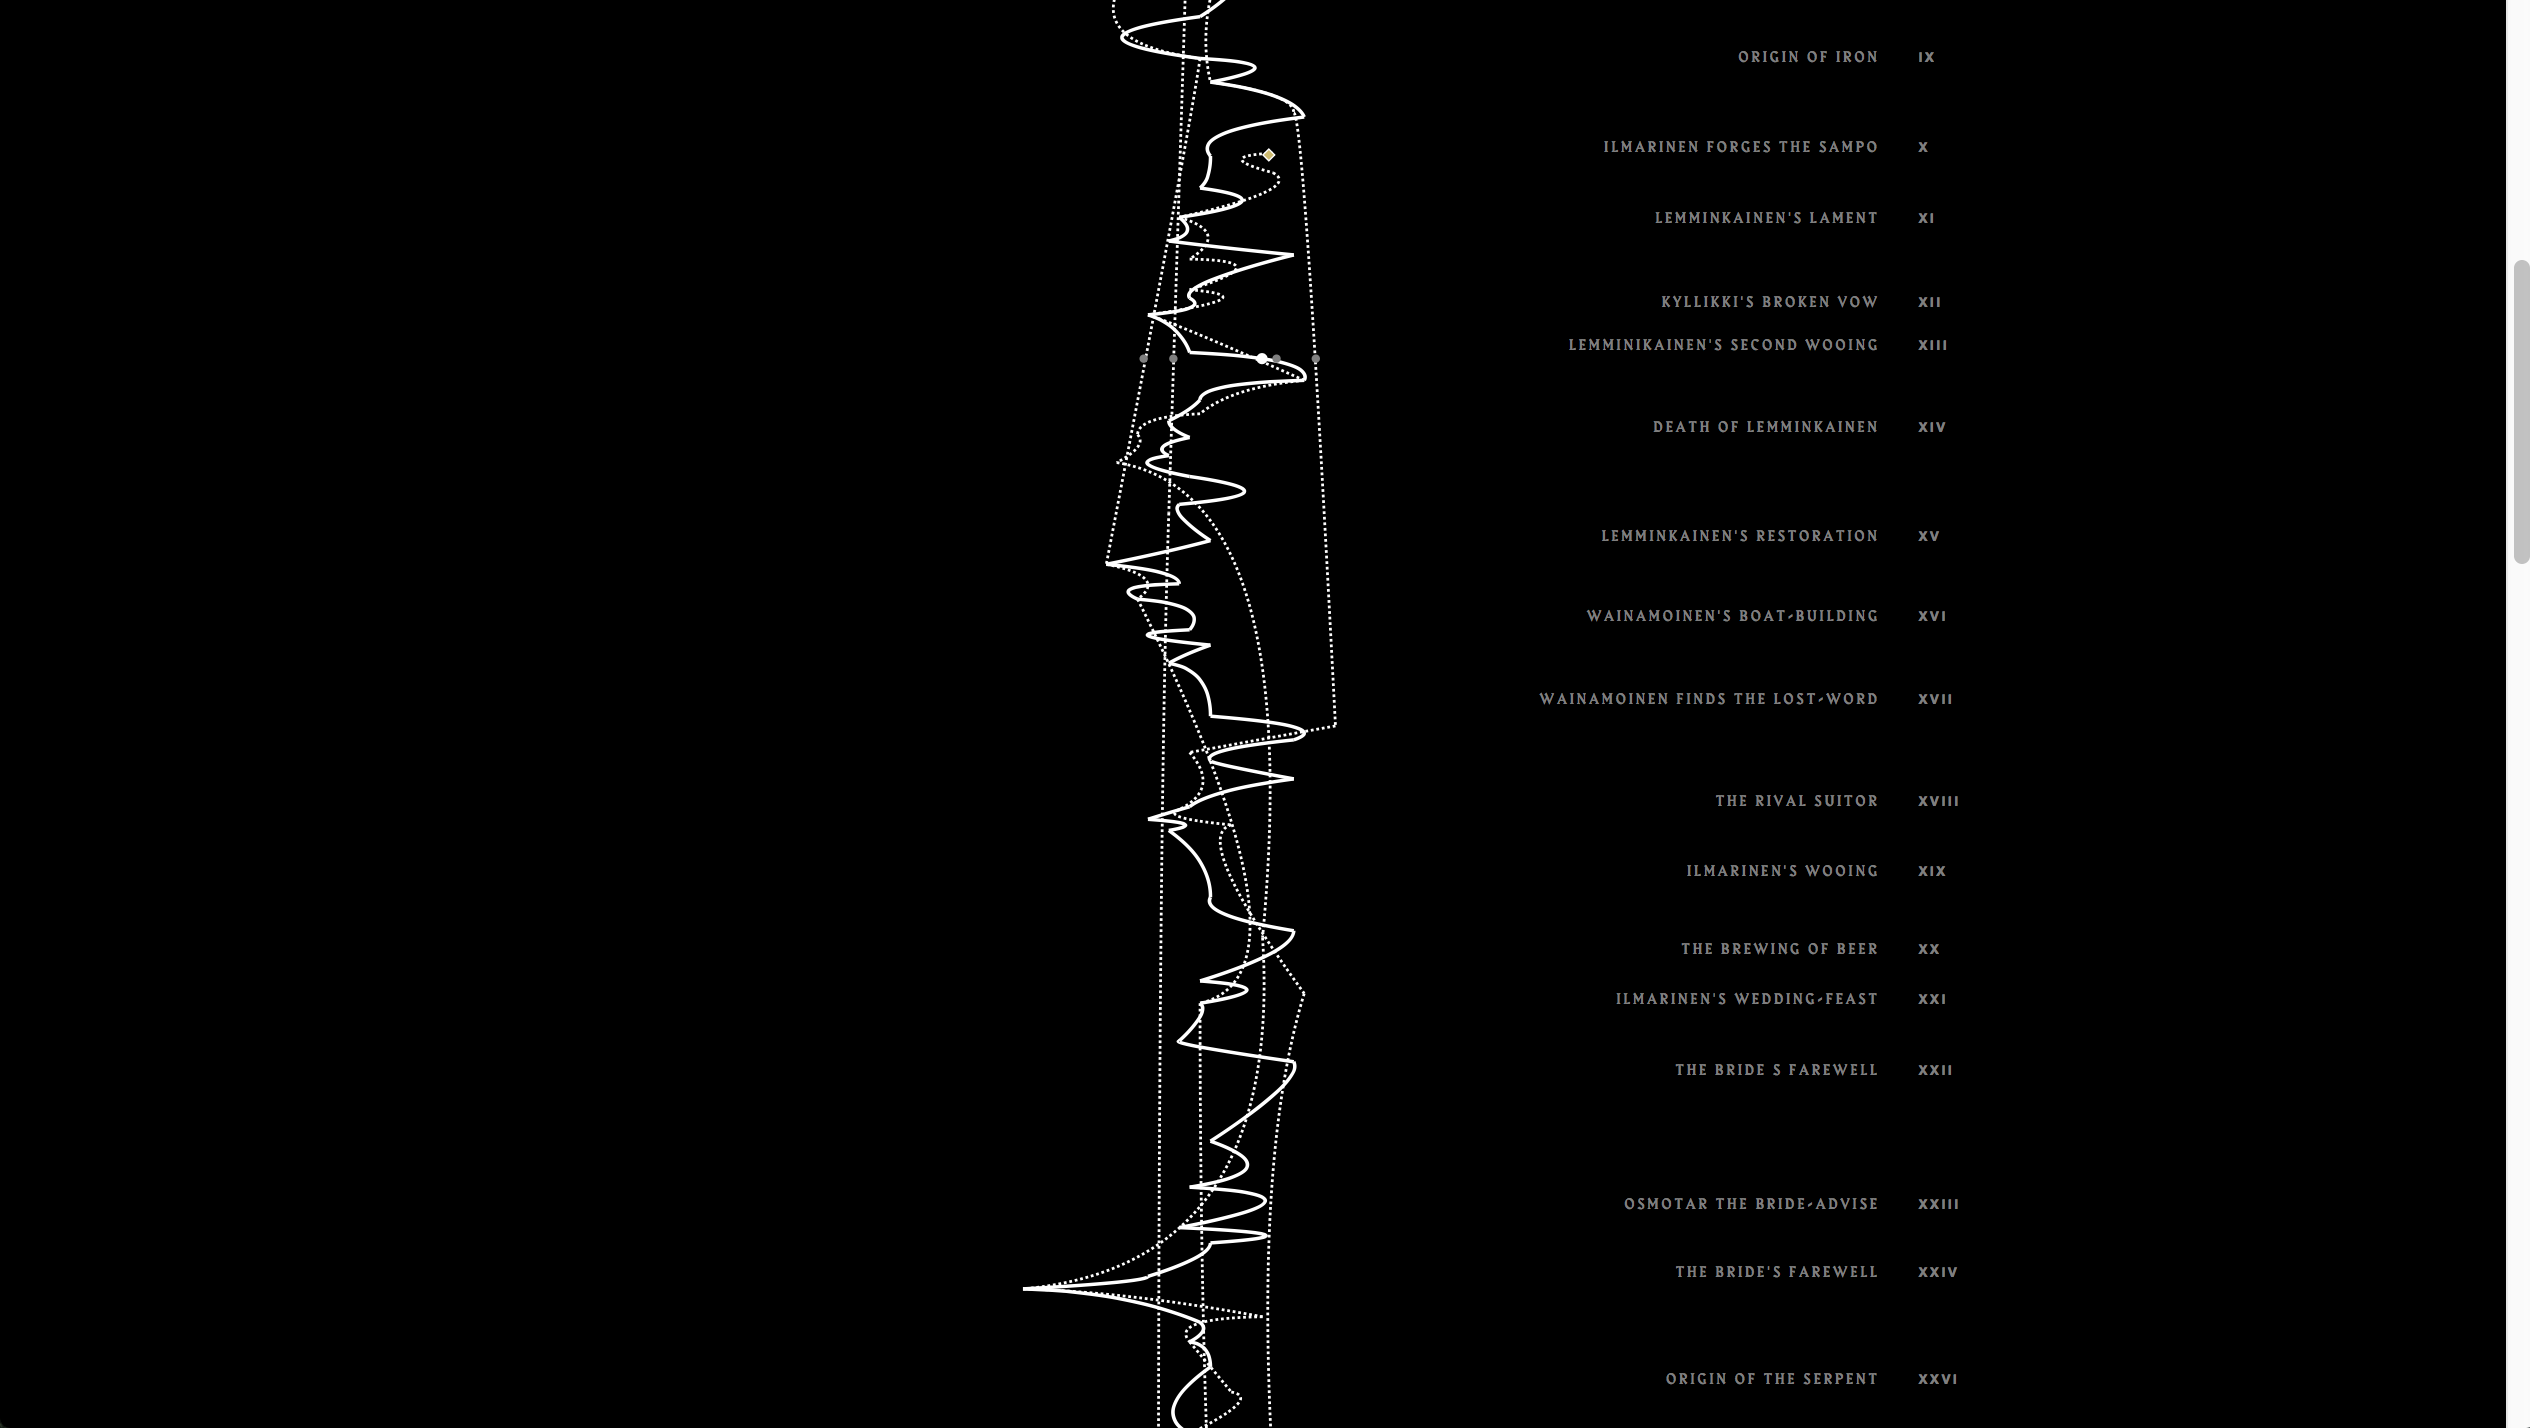 ORIGIN OF IRON IX
ILMARINEN FORGES THE SAMPO X
LEMMINKAINEN'S LAMENT XI
KYLLIKKI'S BROKEN VOW XII
LEMMINIKAINEN'S SECOND WOOING XIII
DEATH OF LEMMINKAINEN XIV
LEMMINKAINEN'S RESTORATION XV
WAINAMOINEN'S BOAT-BUILDING XVI
WAINAMOINEN FINDS THE LOST-WORD XVII
THE RIVAL SUITOR XVIII
ILMARINEN'S WOOING XIX
THE BREWING OF BEER XX
ILMARINEN'S WEDDING-FEAST XXI
THE BRIDE S FAREWELL XXII
OSMOTAR THE BRIDE-ADVISE XXIII
THE BRIDE'S FAREWELL XXIV
ORIGIN OF THE SERPENT XXVI